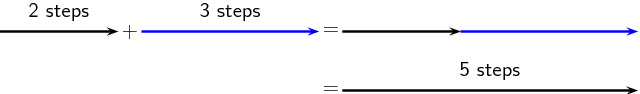 2 steps 3 steps
+ =
5 steps
=